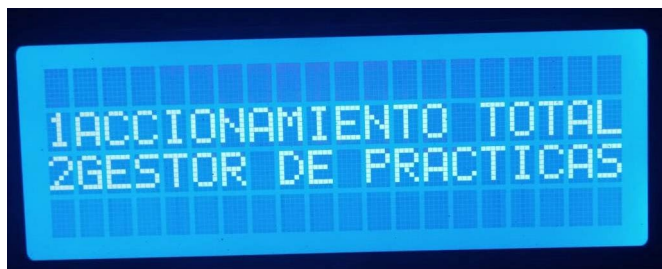 1ACCIONAMIENTO TOTAL
2GESTOR DE PRACTICAS